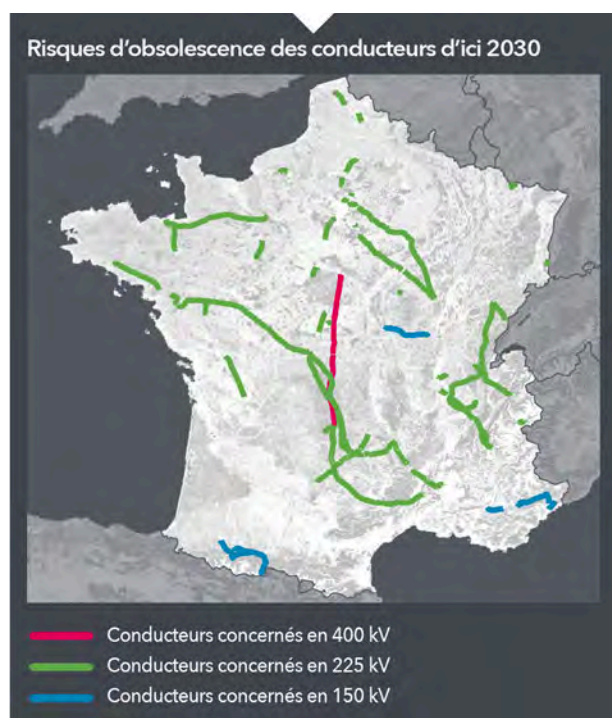 Risques d'obsolescence des conducteurs d'ici 2030
Conducteurs concernés en 400 kV
Conducteurs concernés en 225 kV
Conducteurs concernés en 150 kV